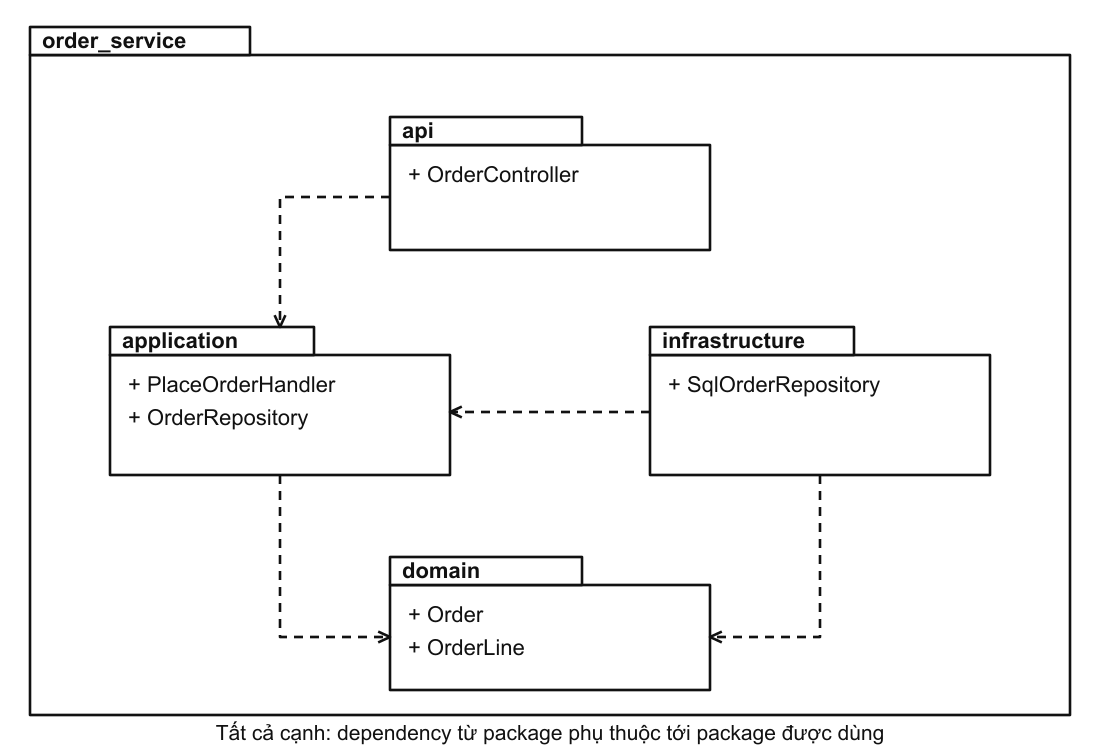 order_service
api
+ OrderController
application
+ PlaceOrderHandler
+ OrderRepository
infrastructure
+ SqlOrderRepository
domain
+ Order
+ OrderLine
Tất cả cạnh: dependency từ package phụ thuộc tới package được dùng